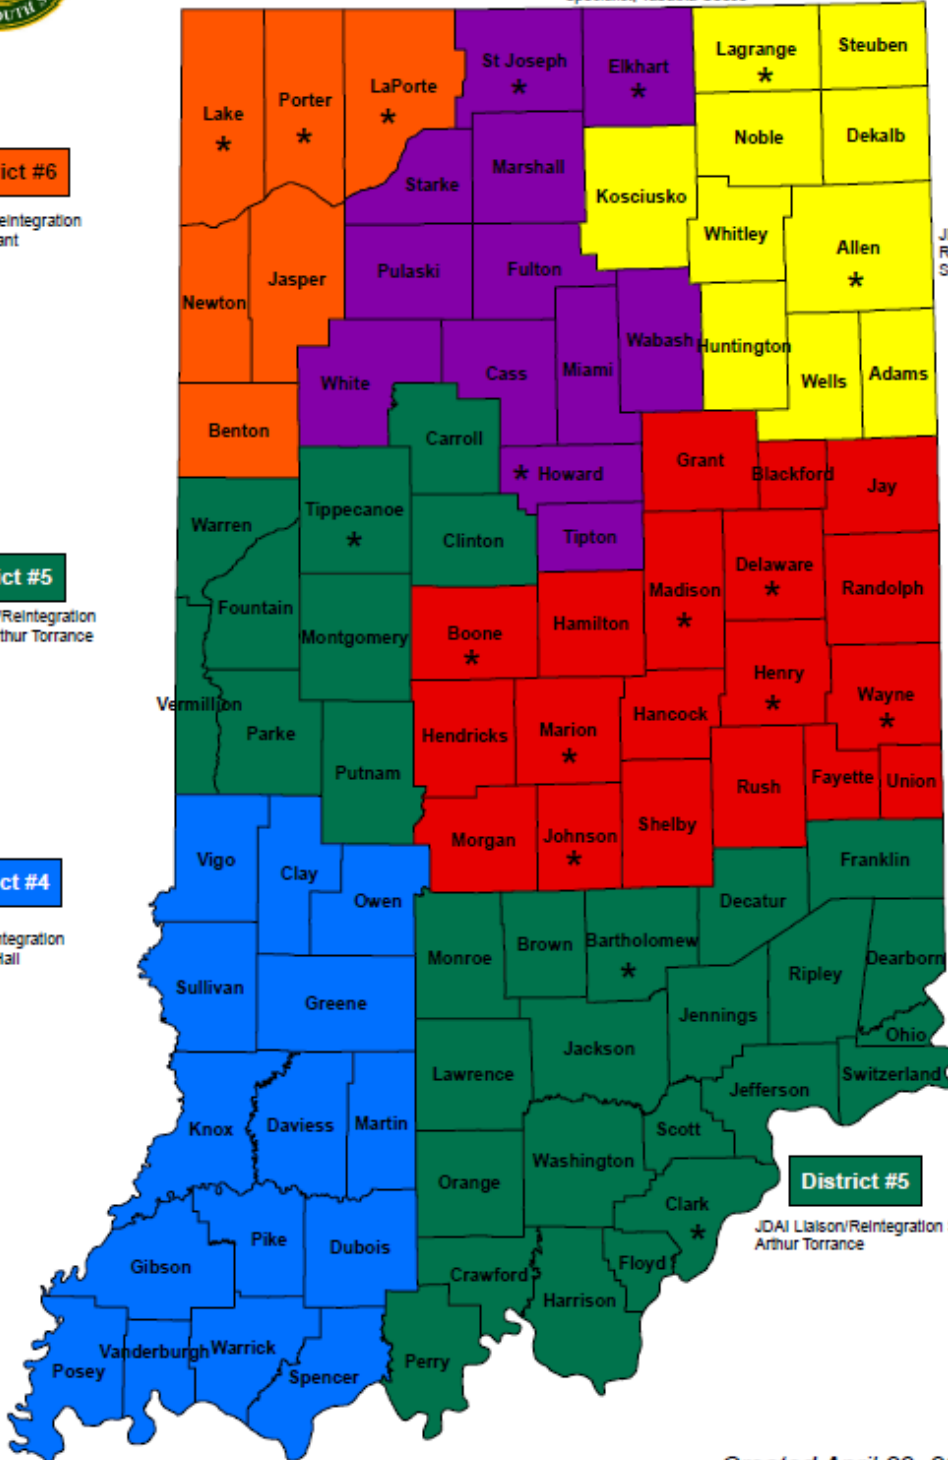 OUTH S
Lagrange
*
Steuben
St Joseph
*
Elkhart
*
LaPorte
*
Porter
*
Lake
*
Noble
Dekalb
Marshall
Starke
Kosciusko
Whitley
Allen
*
ict #6
eintegration
ant
Jasper
Newton
Pulaski
Fulton
Wabash
Huntington
Miami
Cass
White
Wells
Adams
J
R
S
Benton
Carroll
Grant
* Howard
Blackford
Jay
Warren
Tippecanoe
*
Clinton
Tipton
Delaware
*
Madison
*
Randolph
ict #5
/Reintegration
thur Torrance
Fountain
Montgomery
Boone
*
Hamilton
Henry
*
Wayne
*
Vermillion
Parke
Putnam
Hendricks
Marion
*
Hancock
Rush
Fayette
Union
Morgan
Johnson
*
Shelby
Vigo
Clay
Owen
Franklin
ct #4
ntegration
Hall
Decatur
Monroe
Brown
Bartholomew
*
Dearborn
Ripley
Sullivan
Greene
Jennings
Ohio
Jackson
Lawrence
Switzerland
Jefferson
Knox
Daviess
Martin
Scott
Washington
Orange
Clark
*
District #5
JDAI Liaison/Reintegration
Arthur Torrance
Pike
Dubois
Gibson
Floyd
Crawford
Harrison
Vanderburgh
Warrick
Posey
Spencer
Perry